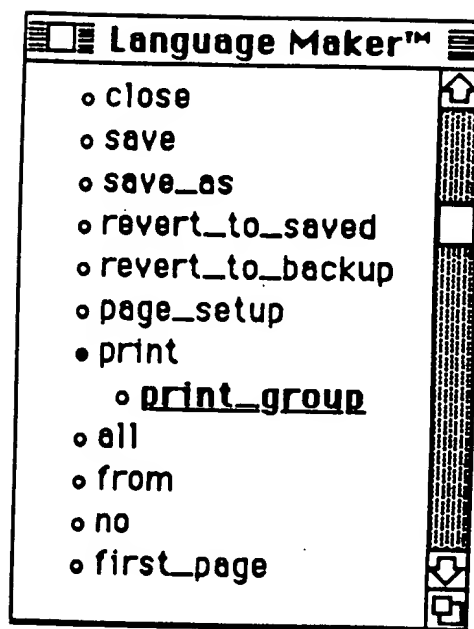 Language Maker™
close
save
save_as
revert_to_saved
revert_to_backup
page_setup
print
print_group
all
from
no
first_page